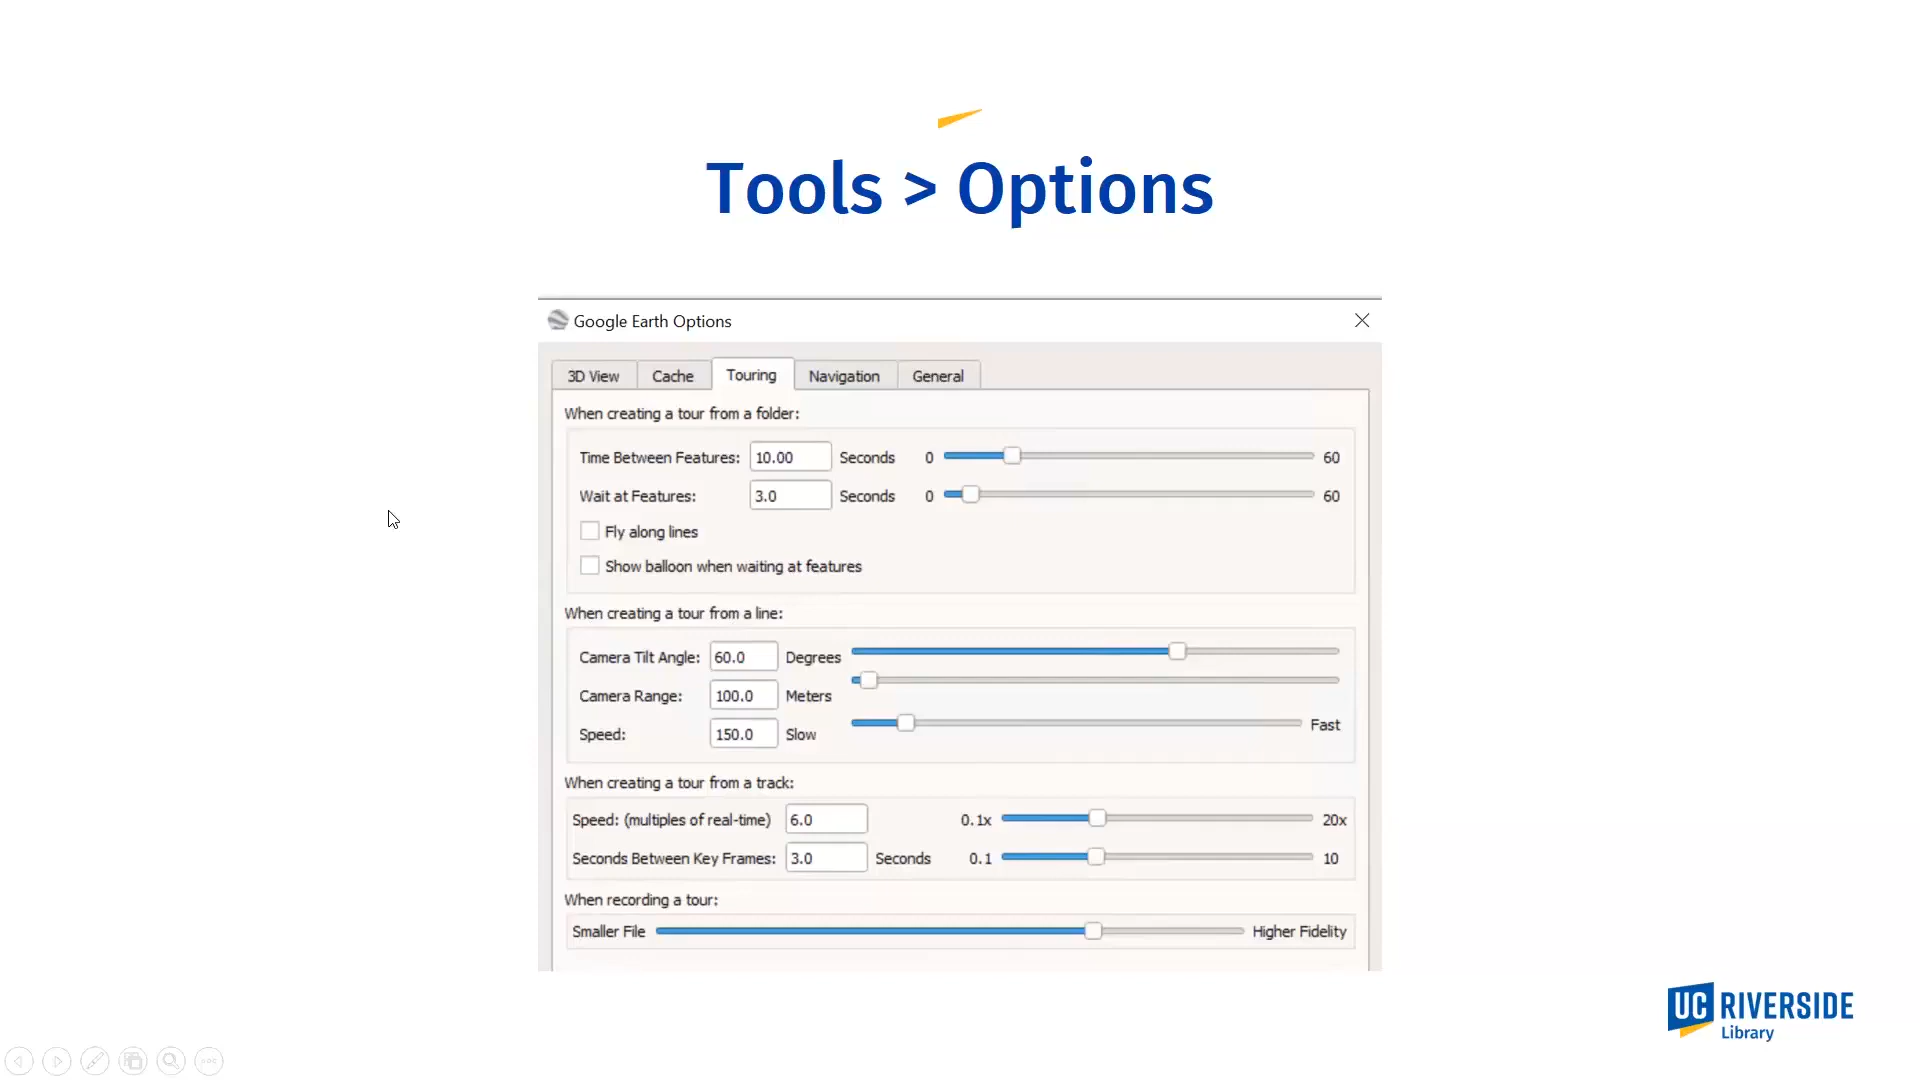 Tools > Options
Google Earth Options
3D View Cache Touring Navigation General
When creating a tour from a folder:
Time Between Features: 10.00 Seconds 0 60
Wait at Features: 3.0 Seconds 0 60
Fly along lines
Show balloon when waiting at features
When creating a tour from a line:
Camera Tilt Angle: 60.0 Degrees
Camera Range: 100.0 Meters
Speed: 150.0 Slow Fast
When creating a tour from a track:
Speed: (multiples of real-time) 6.0 0.1x 20x
Seconds Between Key Frames: 3.0 Seconds 0.1 10
When recording a tour:
Smaller File Higher Fidelity
UC RIVERSIDE
Library